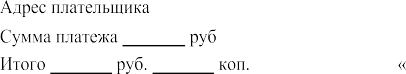 Адрес плательщика
Сумма платежа _______ руб
Итого _______ руб. _______ коп. «